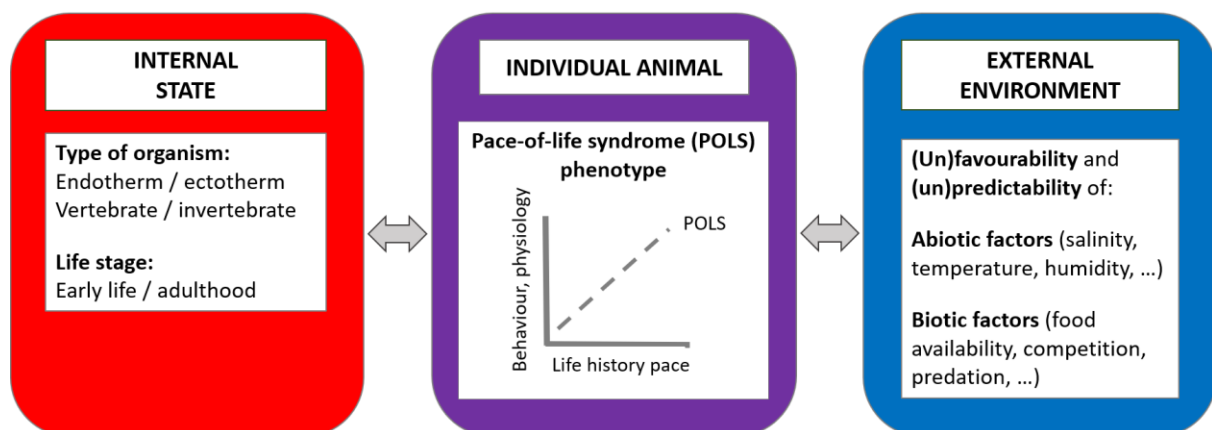 INTERNAL
STATE
Type of organism:
Endotherm / ectotherm
Vertebrate / invertebrate
Life stage:
Early life / adulthood
INDIVIDUAL ANIMAL
Pace-of-life syndrome (POLS)
phenotype
Behaviour, physiology
POLS
Life history pace
EXTERNAL
ENVIRONMENT
(Un)favourability and
(un)predictability of:
Abiotic factors (salinity,
temperature, humidity, …)
Biotic factors (food
availability, competition,
predation, …)